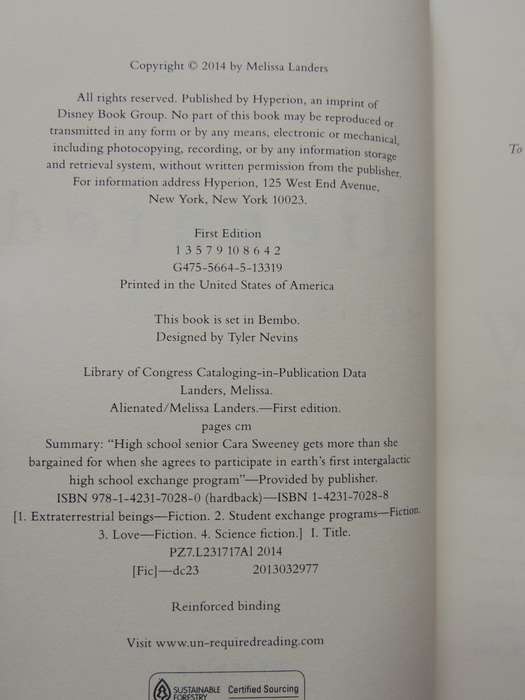 Copyright © 2014 by Melissa Landers
All rights reserved. Published by Hyperion, an imprint of
Disney Book Group. No part of this book may be reproduced or
transmitted in any form or by any means, electronic or mechanical,
including photocopying, recording, or by any information storage
and retrieval system, without written permission from the publisher.
For information address Hyperion, 125 West End Avenue,
New York, New York 10023.
First Edition
1 3 5 7 9 10 8 6 4 2
G475-5664-5-13319
Printed in the United States of America
This book is set in Bembo.
Designed by Tyler Nevins
Library of Congress Cataloging-in-Publication Data
Landers, Melissa.
Alienated/Melissa Landers.—First edition.
pages cm
Summary: “High school senior Cara Sweeney gets more than she
bargained for when she agrees to participate in earth’s first intergalactic
high school exchange program”—Provided by publisher.
ISBN 978-1-4231-7028-0 (hardback)—ISBN 1-4231-7028-8
[1. Extraterrestrial beings—Fiction. 2. Student exchange programs—Fiction.
3. Love—Fiction. 4. Science fiction.] I. Title.
PZ7.L231717Al 2014
[Fic]—dc23 2013032977
Reinforced binding
Visit www.un-requiredreading.com
SUSTAINABLE FORESTRY
Certified Sourcing
To